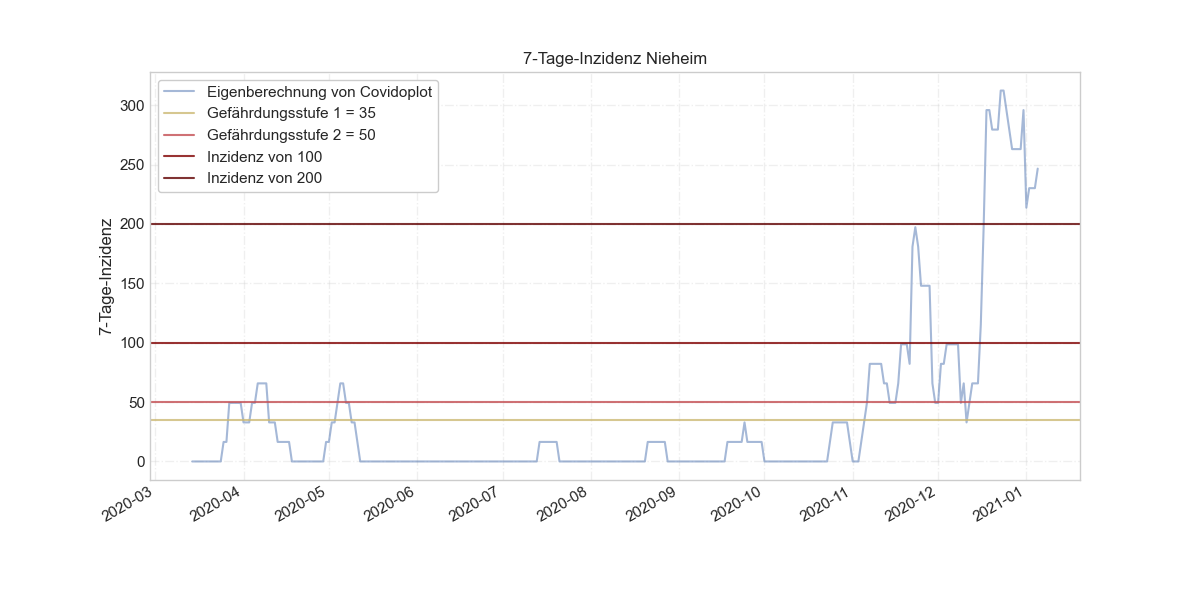 7-Tage-Inzidenz Nieheim
Eigenberechnung von Covidoplot
Gefährdungsstufe 1 = 35
Gefährdungsstufe 2 = 50
Inzidenz von 100
Inzidenz von 200
7-Tage-Inzidenz
300
250
200
150
100
50
0
2020-03
2020-04
2020-05
2020-06
2020-07
2020-08
2020-09
2020-10
2020-11
2020-12
2021-01